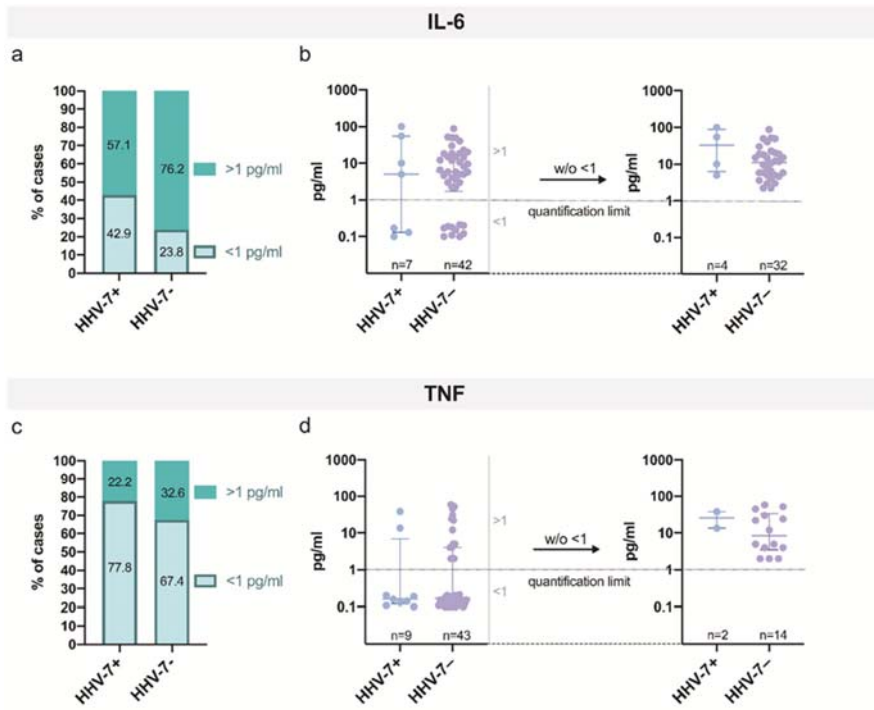 IL-6
a
b
100
90
80
70
60
50
40
30
20
10
0
% of cases
57.1
42.9
76.2
23.8
>1 pg/ml
<1 pg/ml
HHV-7+
HHV-7-
1000
100
10
1
0.1
pg/ml
>1
<1
n=7
n=42
HHV-7+
HHV-7–
w/o <1
quantification limit
1000
100
10
1
0.1
pg/ml
n=4
n=32
HHV-7+
HHV-7–
TNF
c
d
100
90
80
70
60
50
40
30
20
10
0
% of cases
22.2
77.8
32.6
67.4
>1 pg/ml
<1 pg/ml
HHV-7+
HHV-7-
1000
100
10
1
0.1
pg/ml
>1
<1
n=9
n=43
HHV-7+
HHV-7–
w/o <1
quantification limit
1000
100
10
1
0.1
pg/ml
n=2
n=14
HHV-7+
HHV-7–